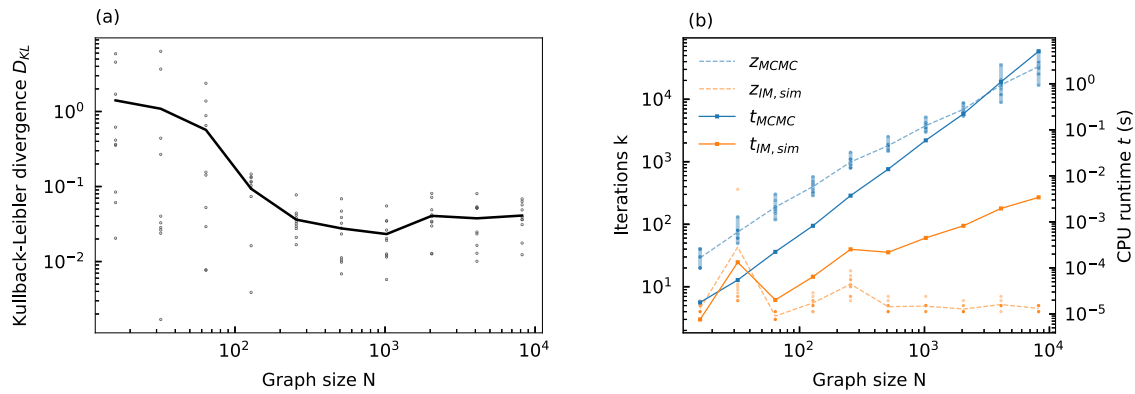 (a)
Kullback-Leibler divergence D_KL
10^0
10^-1
10^-2
10^2
10^3
10^4
Graph size N
(b)
z_MCMC
z_IM, sim
t_MCMC
t_IM, sim
Iterations k
10^4
10^3
10^2
10^1
10^2
10^3
10^4
Graph size N
10^0
10^-1
10^-2
10^-3
10^-4
10^-5
CPU runtime t (s)